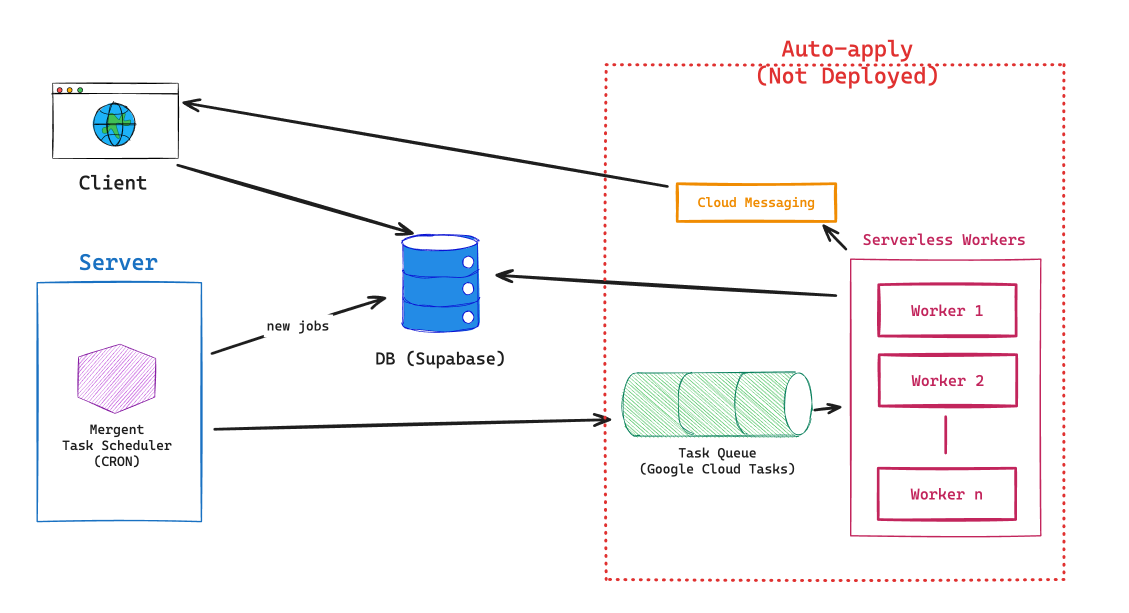 Auto-apply
(Not Deployed)
Client
Cloud Messaging
Serverless Workers
Server
Worker 1
new jobs
DB (Supabase)
Worker 2
Mergent
Task Scheduler
(CRON)
Task Queue
(Google Cloud Tasks)
Worker n